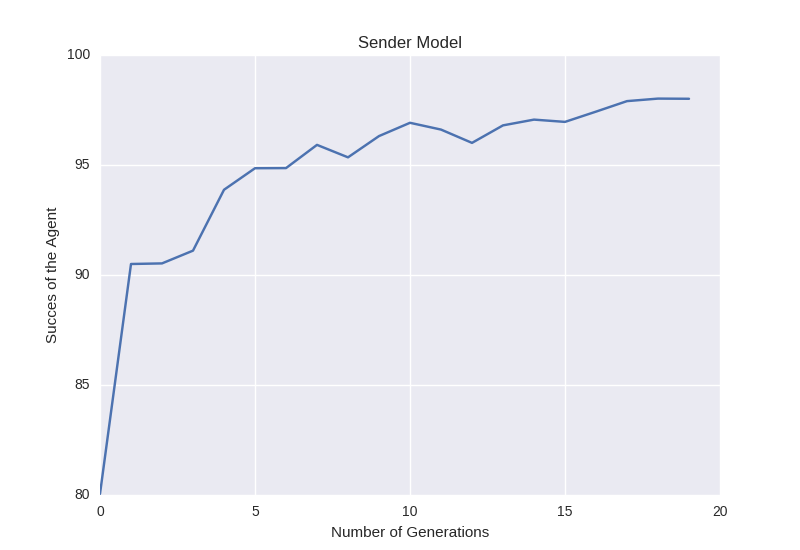 Sender Model
100
95
90
85
80
Succes of the Agent
0 5 10 15 20
Number of Generations